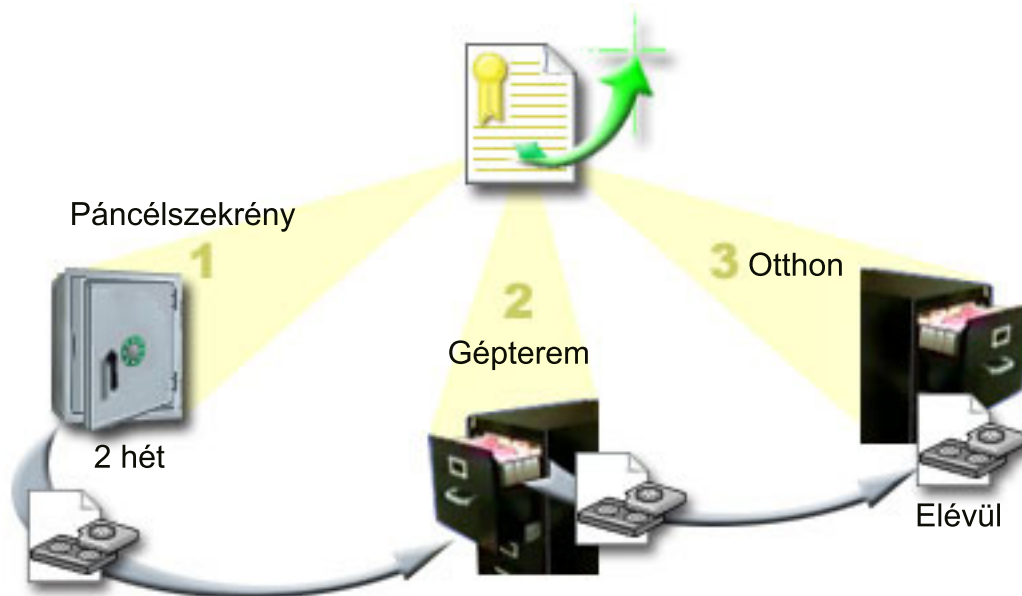 Páncélszekrény
1
2 hét
2
Gépterem
3 Otthon
Elévül